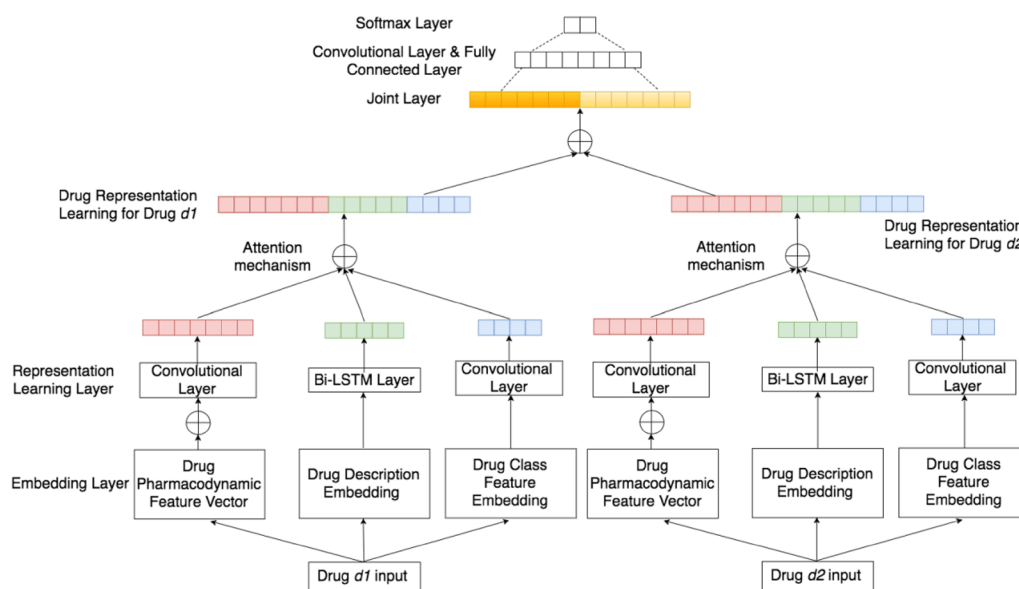 Softmax Layer
Convolutional Layer & Fully
Connected Layer
Joint Layer
Drug Representation
Learning for Drug d1
Drug Representation
Learning for Drug d2
Attention
mechanism
Attention
mechanism
Representation
Learning Layer
Convolutional
Layer
Bi-LSTM Layer
Convolutional
Layer
Convolutional
Layer
Bi-LSTM Layer
Convolutional
Layer
Embedding Layer
Drug
Pharmacodynamic
Feature Vector
Drug Description
Embedding
Drug Class
Feature
Embedding
Drug
Pharmacodynamic
Feature Vector
Drug Description
Embedding
Drug Class
Feature
Embedding
Drug d1 input
Drug d2 input